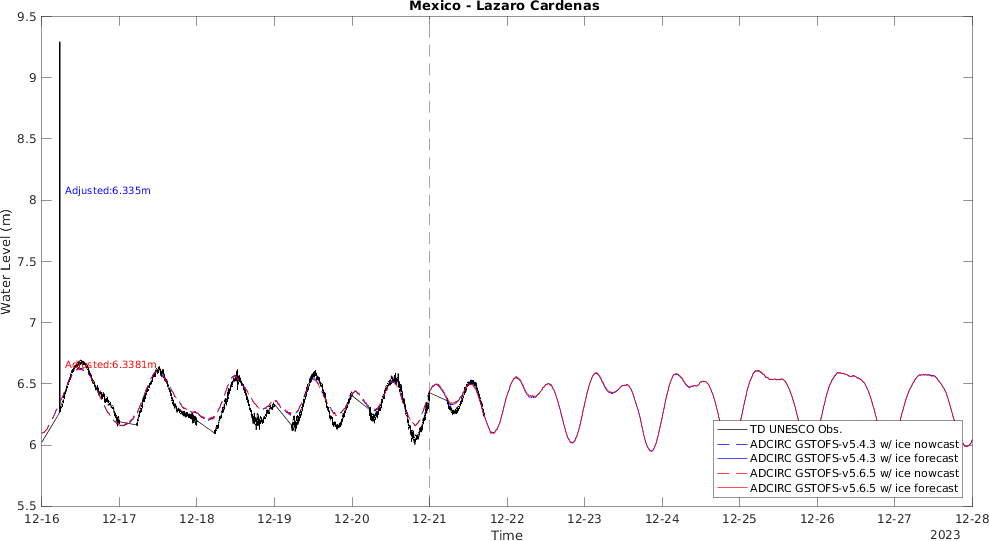 Mexico - Lazaro Cardenas
9.5
9
8.5
8
7.5
7
6.5
6
5.5
Water Level (m)
Adjusted:6.335m
Adjusted:6.3381m
TD UNESCO Obs.
ADCIRC GSTOFS-v5.4.3 w/ ice nowcast
ADCIRC GSTOFS-v5.4.3 w/ ice forecast
ADCIRC GSTOFS-v5.6.5 w/ ice nowcast
ADCIRC GSTOFS-v5.6.5 w/ ice forecast
12-16 12-17 12-18 12-19 12-20 12-21 12-22 12-23 12-24 12-25 12-26 12-27 12-28
Time
2023